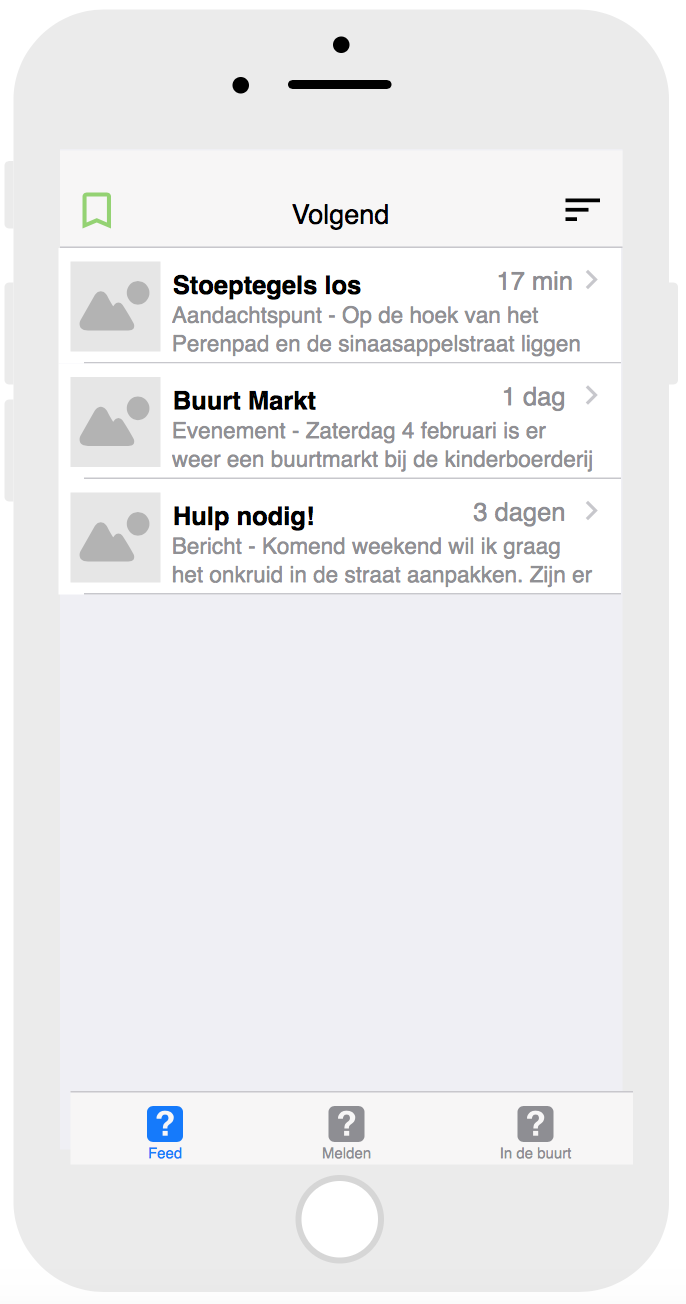 Volgend
Stoeptegels los 17 min
Aandachtspunt - Op de hoek van het
Perenpad en de sinaasappelstraat liggen
Buurt Markt 1 dag
Evenement - Zaterdag 4 februari is er
weer een buurtmarkt bij de kinderboerderij
Hulp nodig! 3 dagen
Bericht - Komend weekend wil ik graag
het onkruid in de straat aanpakken. Zijn er
? ? ?
Feed Melden In de buurt